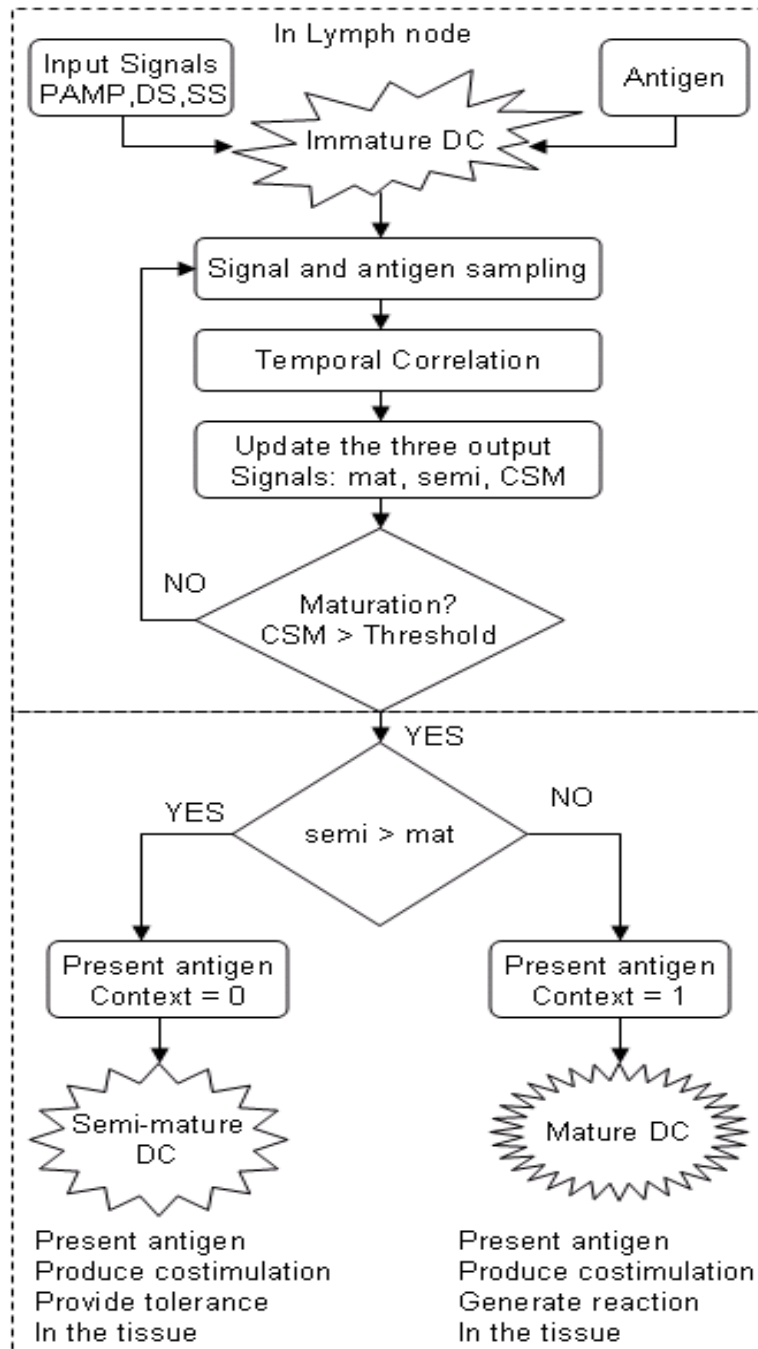 In Lymph node
Input Signals
PAMP,DS,SS
Antigen
Immature DC
Signal and antigen sampling
Temporal Correlation
Update the three output
Signals: mat, semi, CSM
NO
Maturation?
CSM > Threshold
YES
YES
NO
semi > mat
Present antigen
Context = 0
Present antigen
Context = 1
Semi-mature
DC
Mature DC
Present antigen
Produce costimulation
Provide tolerance
In the tissue
Present antigen
Produce costimulation
Generate reaction
In the tissue